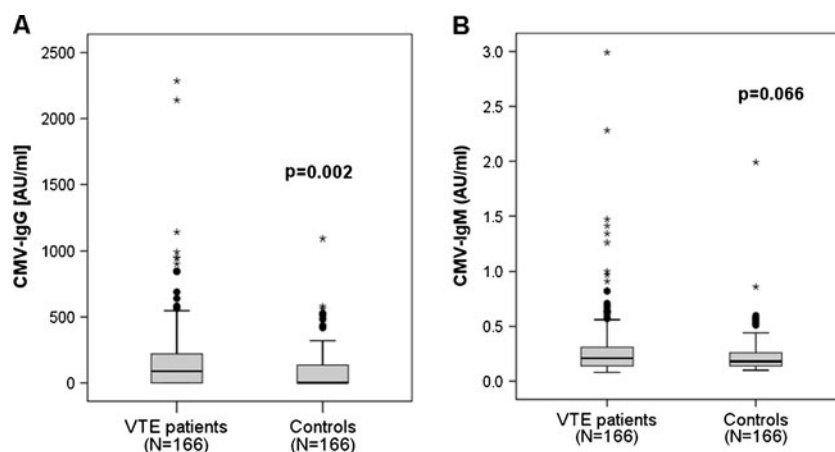 A
2500
2000
1500
1000
500
0
CMV-IgG [AU/ml]
p=0.002
VTE patients
(N=166)
Controls
(N=166)
B
3.0
2.5
2.0
1.5
1.0
0.5
0.0
CMV-IgM (AU/ml)
p=0.066
VTE patients
(N=166)
Controls
(N=166)